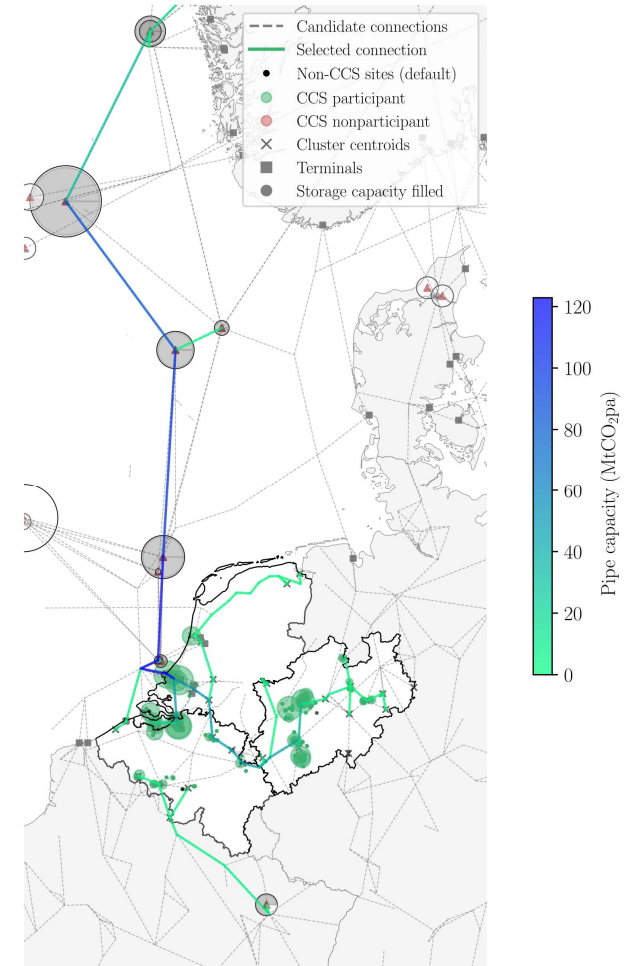 Candidate connections
Selected connection
Non-CCS sites (default)
CCS participant
CCS nonparticipant
Cluster centroids
Terminals
Storage capacity filled
120
100
80
60
40
20
0
Pipe capacity (MtCO₂pa)